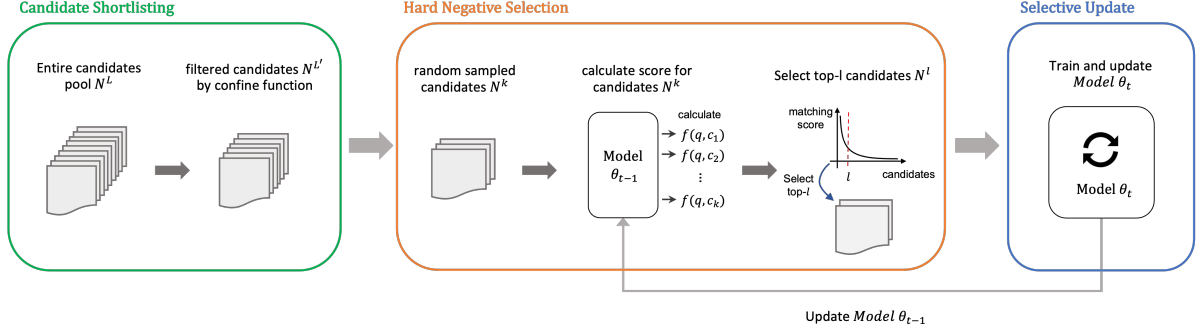 Candidate Shortlisting
Entire candidates
pool N^L
filtered candidates N^{L'}
by confine function
Hard Negative Selection
random sampled
candidates N^k
calculate score for
candidates N^k
Model
θ_{t−1}
calculate
f(q, c_1)
f(q, c_2)
⋮
f(q, c_k)
Select top-l candidates N^l
matching
score
l
candidates
Select
top-l
Selective Update
Train and update
Model θ_t
Model θ_t
Update Model θ_{t−1}